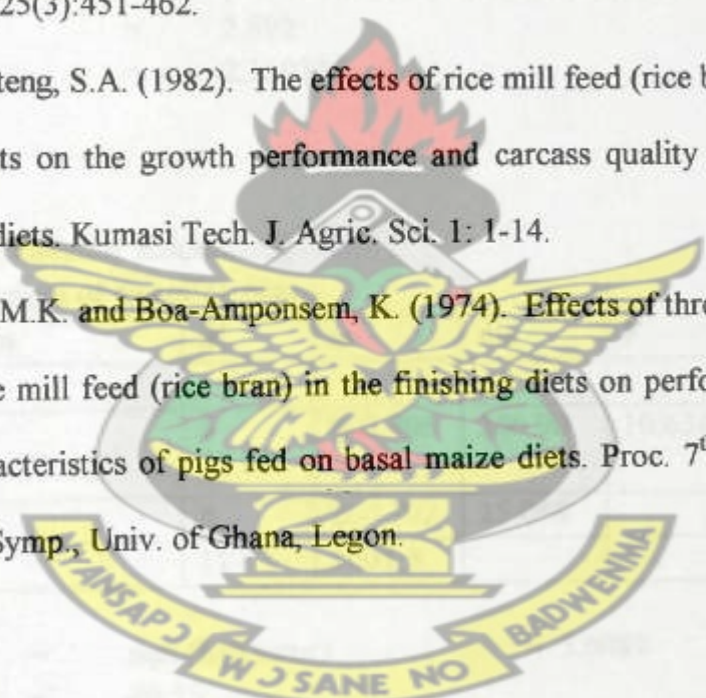 25(3):451-462.
teng, S.A. (1982). The effects of rice mill feed (rice b
ts on the growth performance and carcass quality
diets. Kumasi Tech. J. Agric. Sci. 1: 1-14.
M.K. and Boa-Amponsem, K. (1974). Effects of thre
e mill feed (rice bran) in the finishing diets on perfo
acteristics of pigs fed on basal maize diets. Proc. 7th
Symp., Univ. of Ghana, Legon.
NYANSAPƆ WƆSANE NO BADWENMA